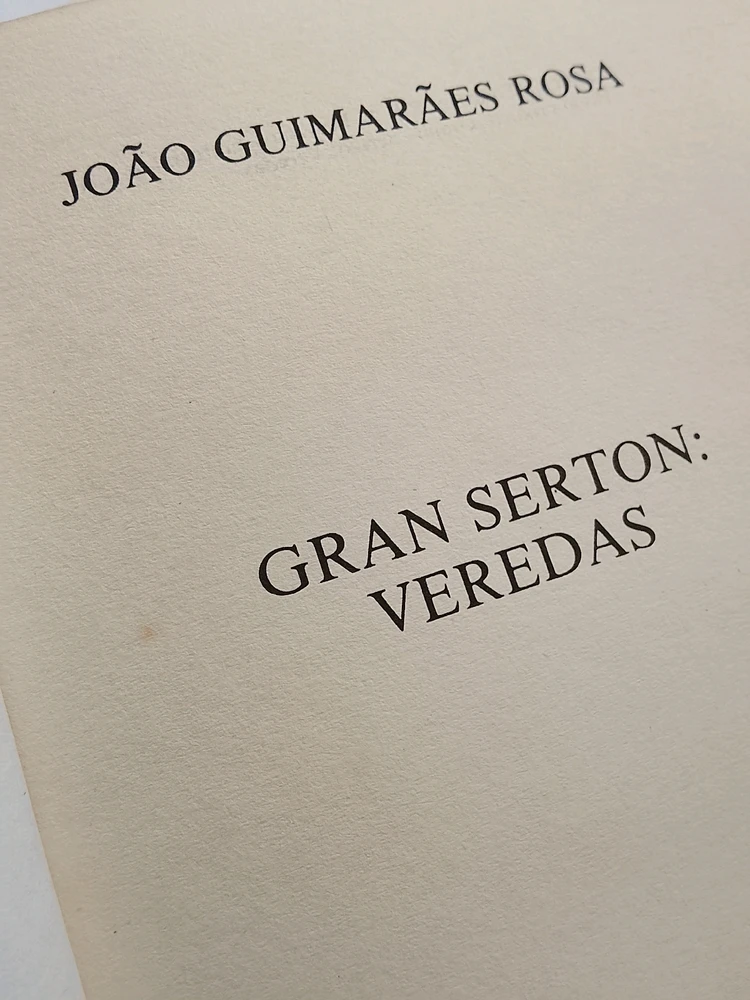 JOÃO GUIMARÃES ROSA
GRAN SERTON:
VEREDAS